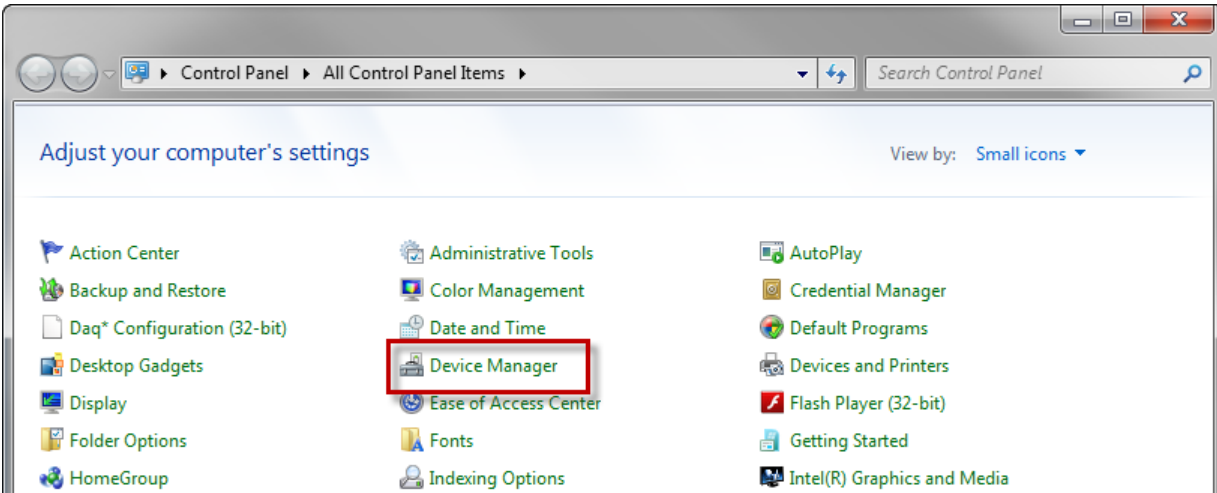 Control Panel All Control Panel Items
Search Control Panel
Adjust your computer's settings
View by: Small icons
Action Center
Administrative Tools
AutoPlay
Backup and Restore
Color Management
Credential Manager
Daq* Configuration (32-bit)
Date and Time
Default Programs
Desktop Gadgets
Device Manager
Devices and Printers
Display
Ease of Access Center
Flash Player (32-bit)
Folder Options
Fonts
Getting Started
HomeGroup
Indexing Options
Intel(R) Graphics and Media